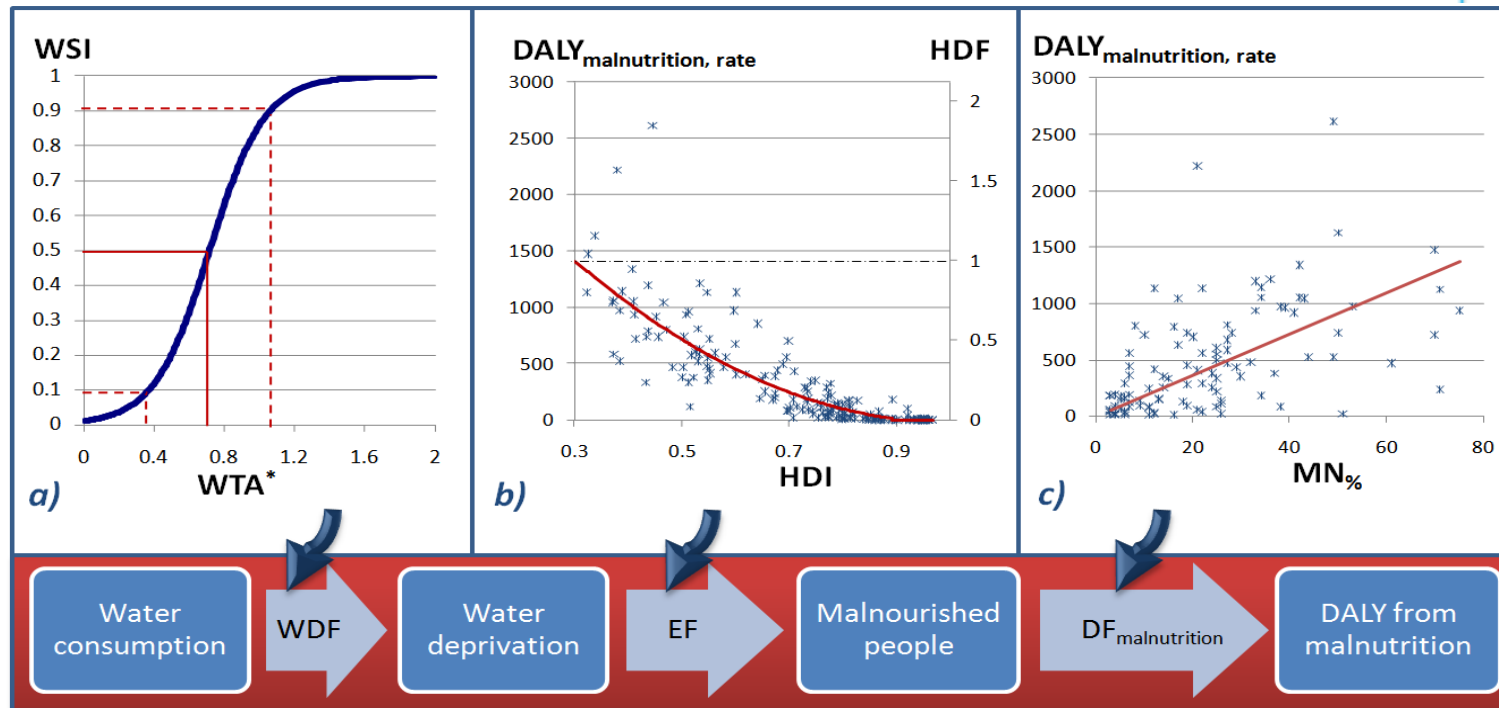 WSI
1
0.9
0.8
0.7
0.6
0.5
0.4
0.3
0.2
0.1
0
0 0.4 0.8 1.2 1.6 2
WTA*
a)
DALYmalnutrition, rate HDF
3000
2500
2000
1500
1000
500
0
2
1.5
1
0.5
0
0.3 0.5 0.7 0.9
HDI
b)
DALYmalnutrition, rate
3000
2500
2000
1500
1000
500
0
0 20 40 60 80
MN%
c)
Water
consumption
WDF
Water
deprivation
EF
Malnourished
people
DFmalnutrition
DALY from
malnutrition